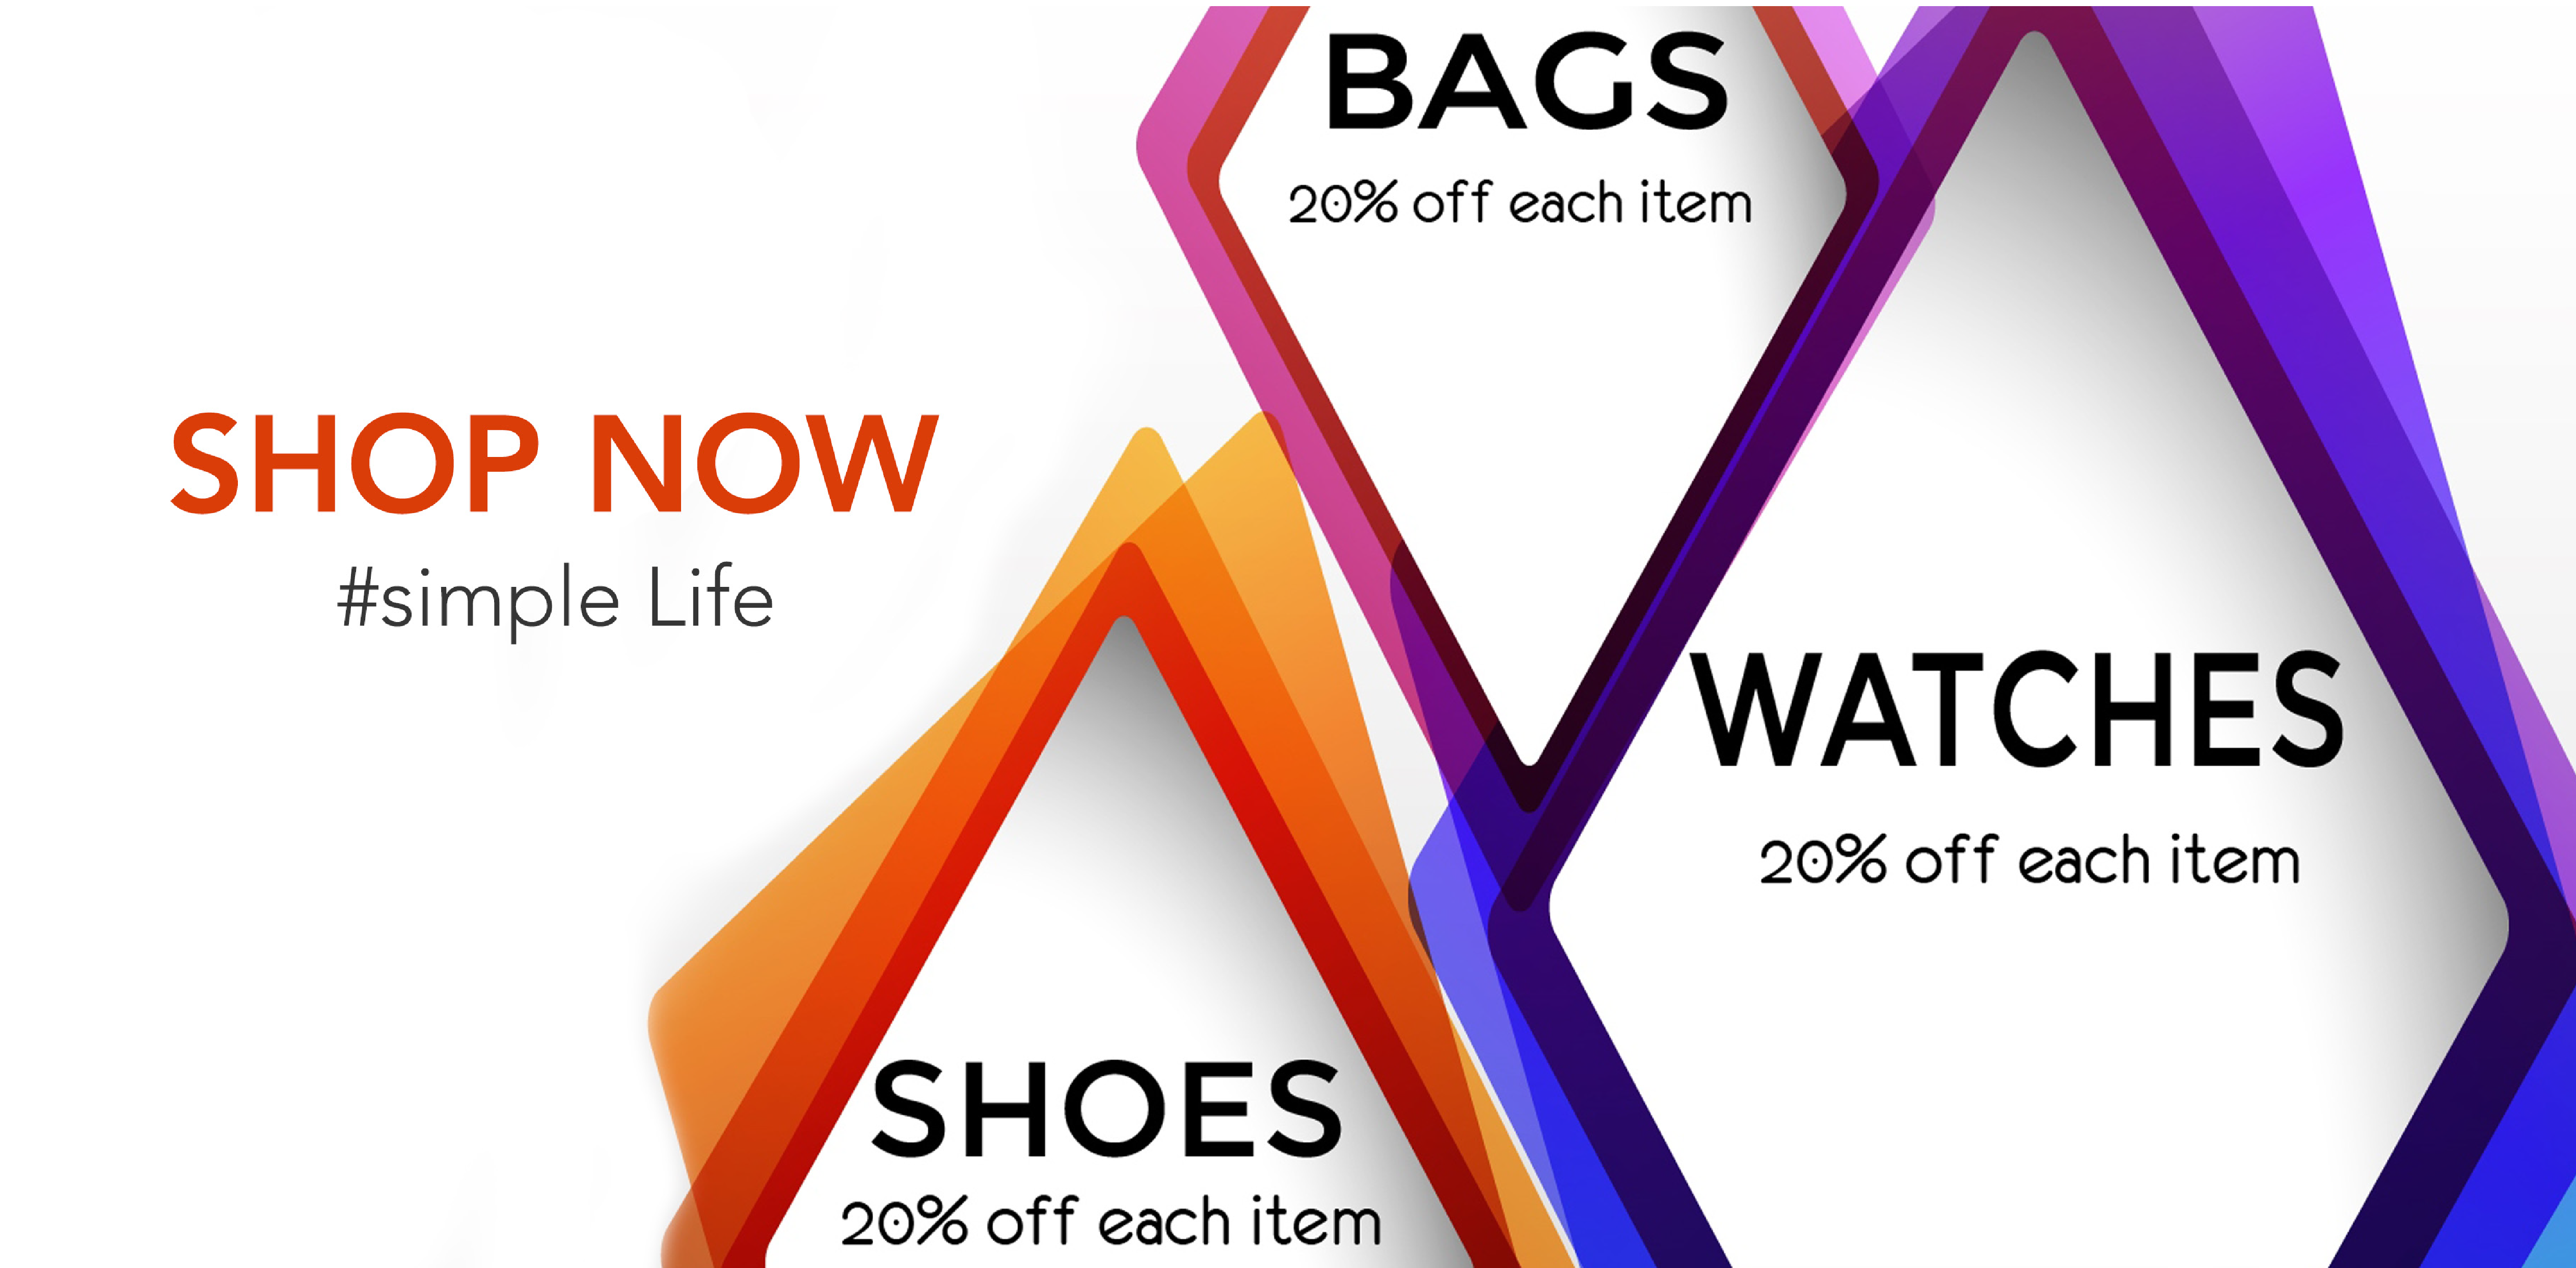 SHOP NOW
#simple Life
BAGS
20% off each item
WATCHES
20% off each item
SHOES
20% off each item